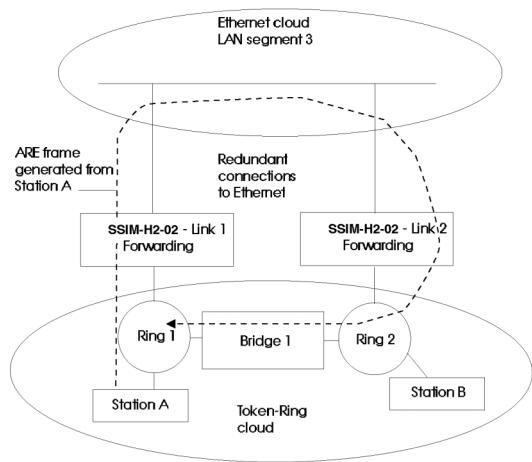 Ethernet cloud
LAN segment 3
ARE frame
generated from
Station A
Redundant
connections
to Ethernet
SSIM-H2-02 - Link 1
Forwarding
SSIM-H2-02 - Link 2
Forwarding
Ring 1
Bridge 1
Ring 2
Station A
Station B
Token-Ring
cloud